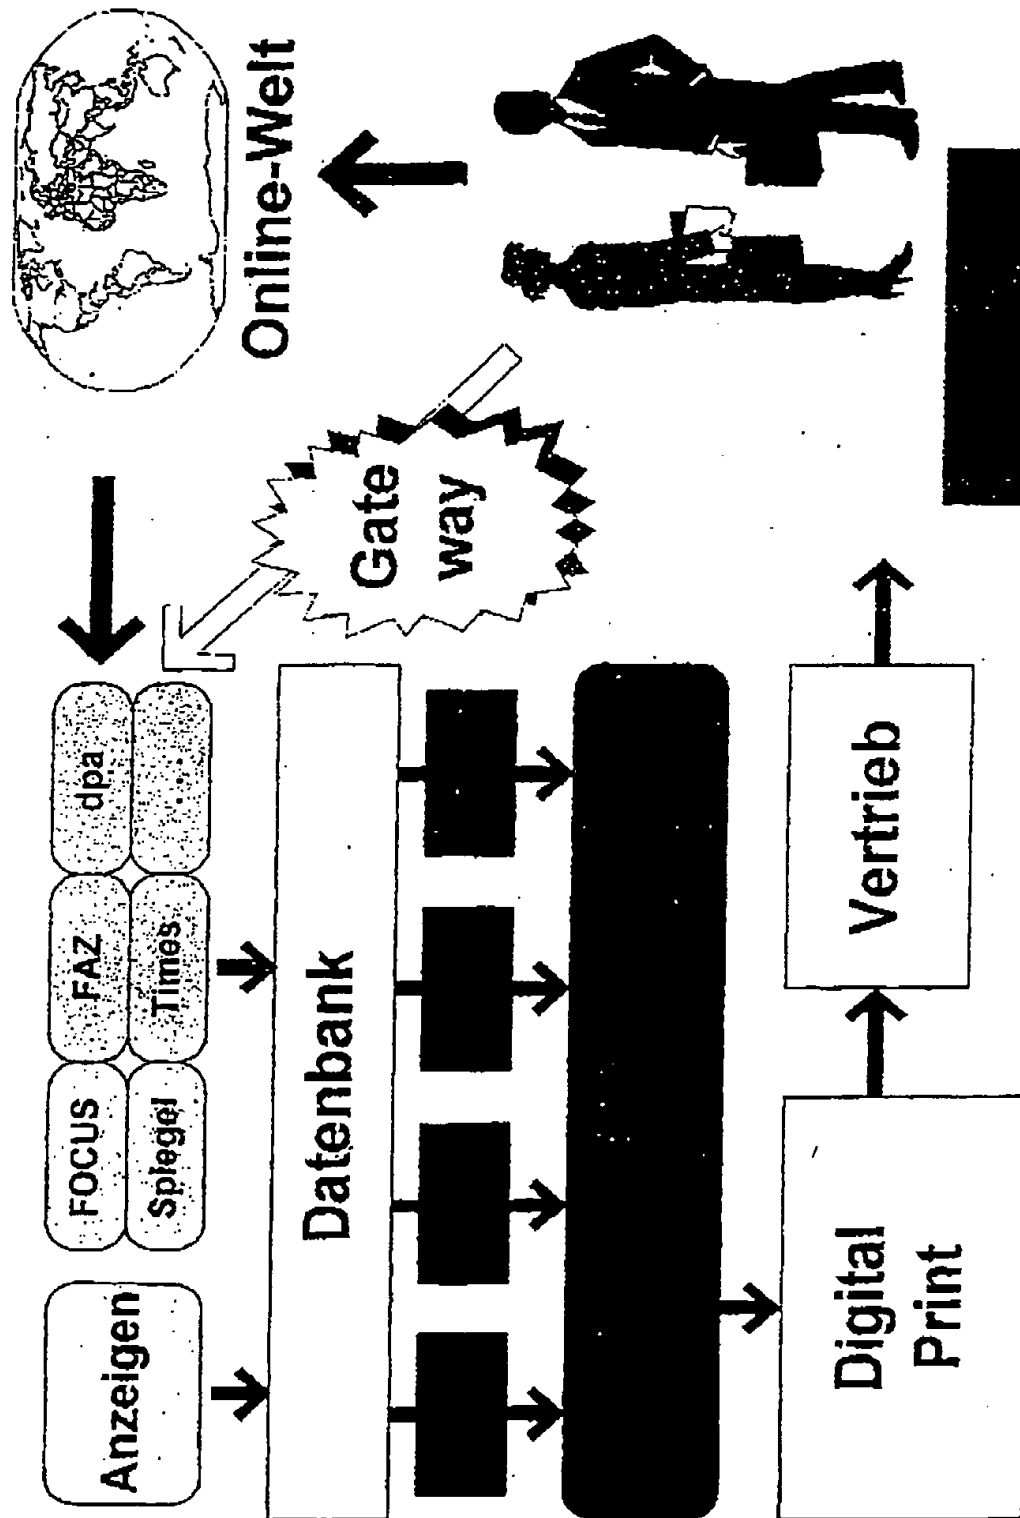 Anzeigen
FOCUS
FAZ
dpa
Spiegel
Times
...
Online-Welt
Gate
way
Datenbank
Digital
Print
Vertrieb